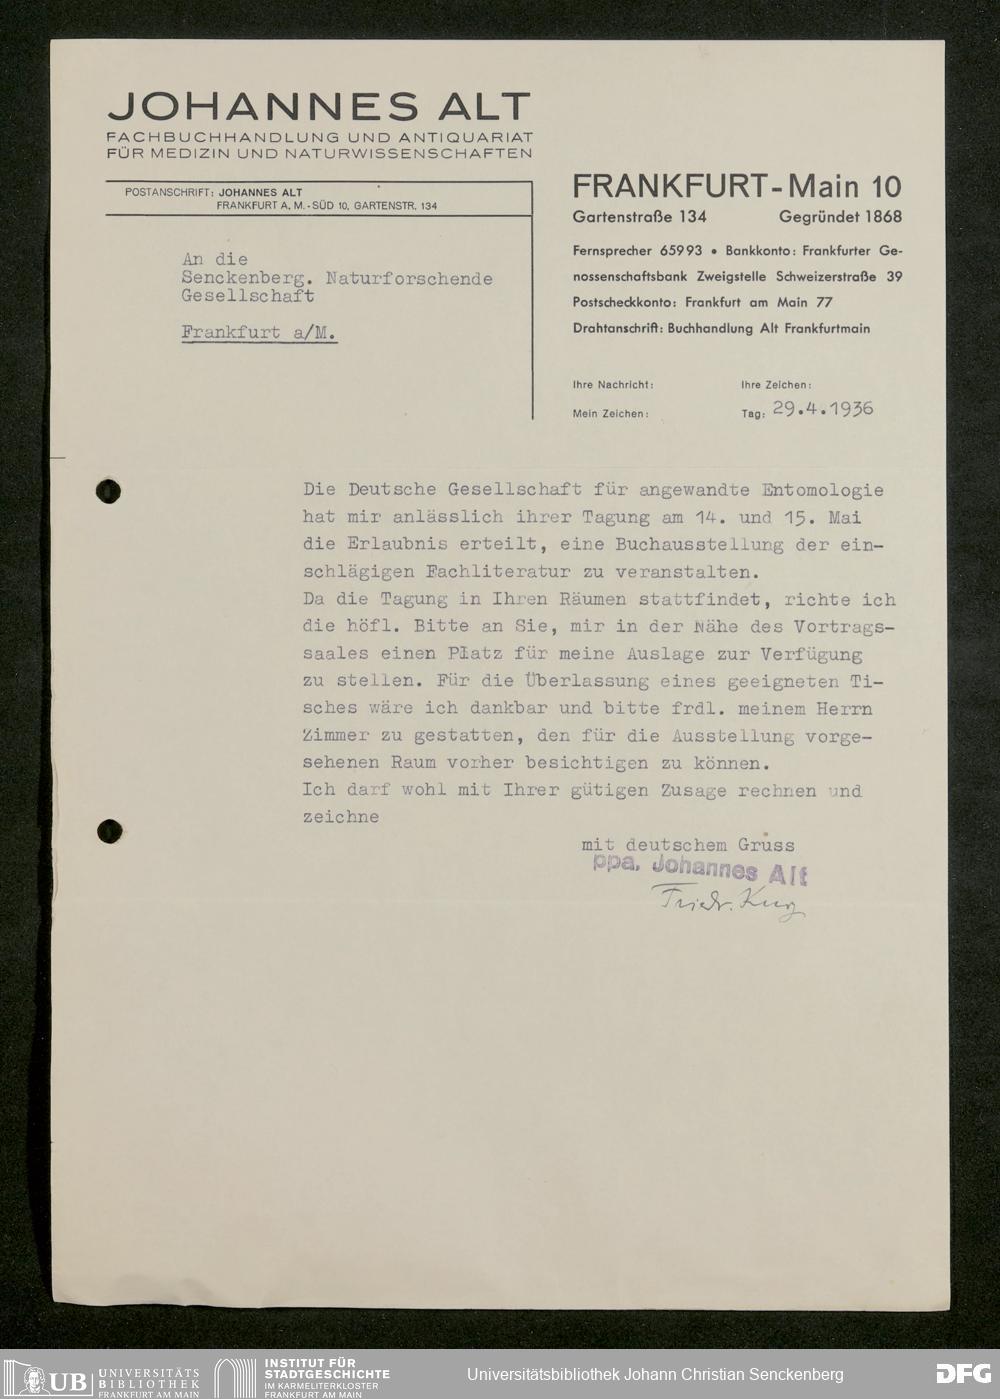 JOHANNES ALT
FACHBUCHHANDLUNG UND ANTIQUARIAT
FÜR MEDIZIN UND NATURWISSENSCHAFTEN
POSTANSCHRIFT: JOHANNES ALT
FRANKFURT A. M.-SÜD 10, GARTENSTR. 134
FRANKFURT-Main 10
Gartenstraße 134 Gegründet 1868
Fernsprecher 65993 • Bankkonto: Frankfurter Ge-
nossenschaftsbank Zweigstelle Schweizerstraße 39
Postscheckkonto: Frankfurt am Main 77
Drahtanschrift: Buchhandlung Alt Frankfurtmain
An die
Senckenberg. Naturforschende
Gesellschaft
Frankfurt a/M.
Ihre Nachricht: Ihre Zeichen:
Mein Zeichen: Tag: 29.4.1936
Die Deutsche Gesellschaft für angewandte Entomologie
hat mir anlässlich ihrer Tagung am 14. und 15. Mai
die Erlaubnis erteilt, eine Buchausstellung der ein-
schlägigen Fachliteratur zu veranstalten.
Da die Tagung in Ihren Räumen stattfindet, richte ich
die höfl. Bitte an Sie, mir in der Nähe des Vortrags-
saales einen Platz für meine Auslage zur Verfügung
zu stellen. Für die Überlassung eines geeigneten Ti-
sches wäre ich dankbar und bitte frdl. meinem Herrn
Zimmer zu gestatten, den für die Ausstellung vorge-
sehenen Raum vorher besichtigen zu können.
Ich darf wohl mit Ihrer gütigen Zusage rechnen und
zeichne
mit deutschem Gruss
ppa. Johannes Alt
Friedr.
UB UNIVERSITÄTS
BIBLIOTHEK
FRANKFURT AM MAIN
INSTITUT FÜR
STADTGESCHICHTE
IM KARMELITERKLOSTER
FRANKFURT AM MAIN
Universitätsbibliothek Johann Christian Senckenberg
DFG